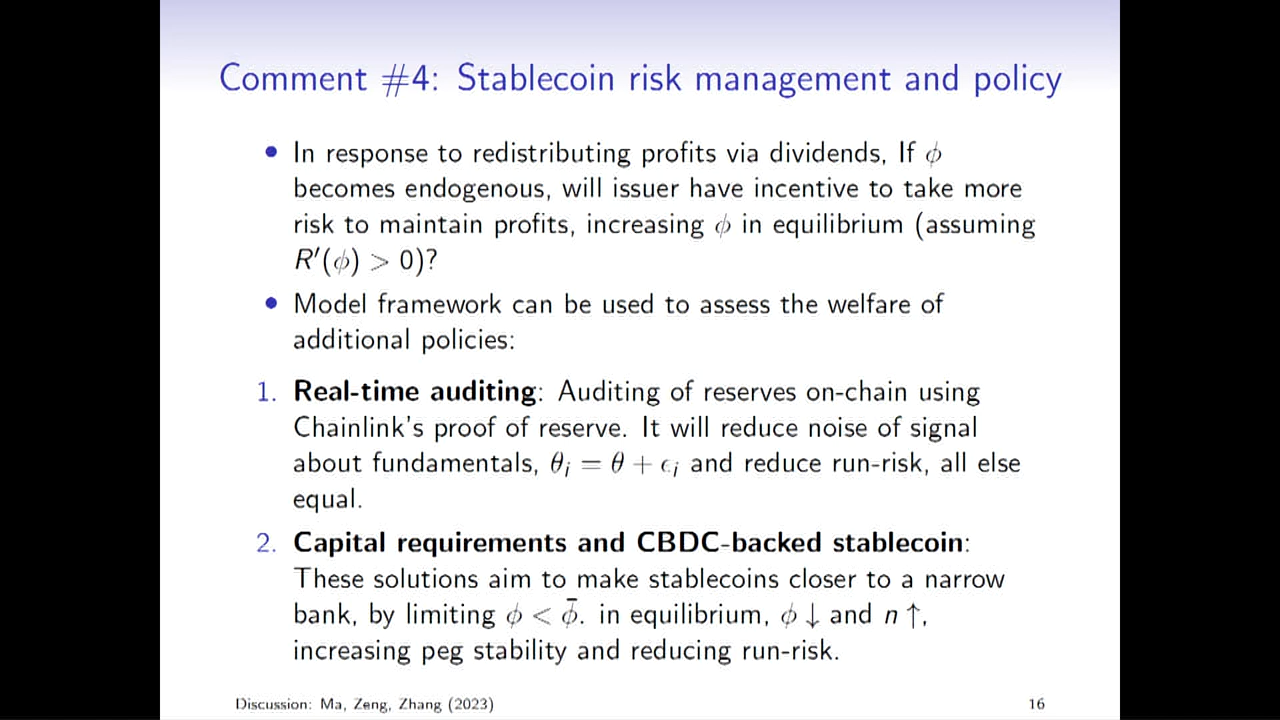 Comment #4: Stablecoin risk management and policy
• In response to redistributing profits via dividends, If ϕ
becomes endogenous, will issuer have incentive to take more
risk to maintain profits, increasing ϕ in equilibrium (assuming
R′(ϕ) > 0)?
• Model framework can be used to assess the welfare of
additional policies:
1. Real-time auditing: Auditing of reserves on-chain using
Chainlink's proof of reserve. It will reduce noise of signal
about fundamentals, θi = θ + ϵi and reduce run-risk, all else
equal.
2. Capital requirements and CBDC-backed stablecoin:
These solutions aim to make stablecoins closer to a narrow
bank, by limiting ϕ < ϕ̄. in equilibrium, ϕ ↓ and n ↑,
increasing peg stability and reducing run-risk.
Discussion: Ma, Zeng, Zhang (2023) 16